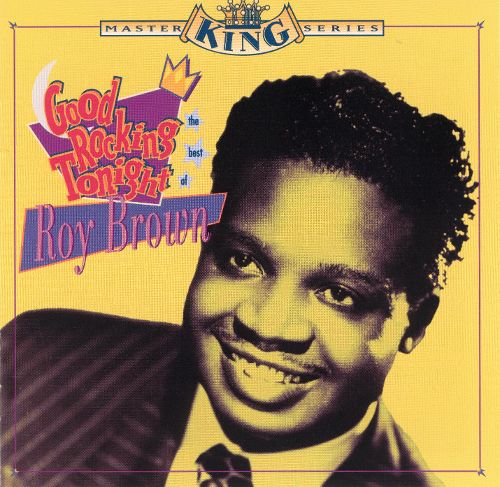 MASTER KING SERIES
Good
Rocking
Tonight
the
best
of
Roy Brown